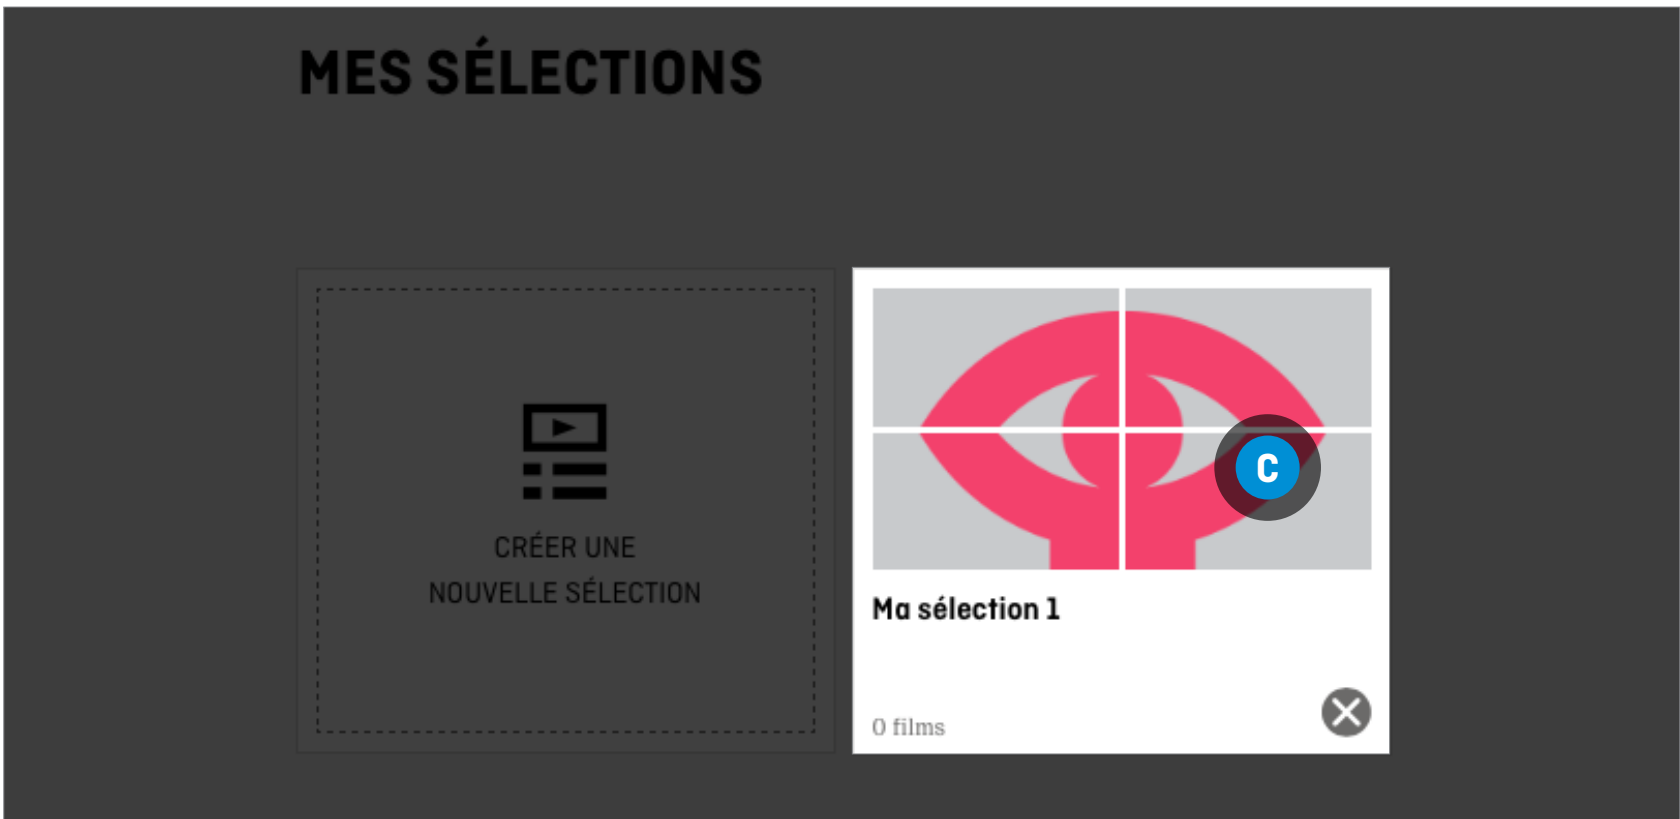 MES SÉLECTIONS
CRÉER UNE
NOUVELLE SÉLECTION
C
Ma sélection 1
0 films